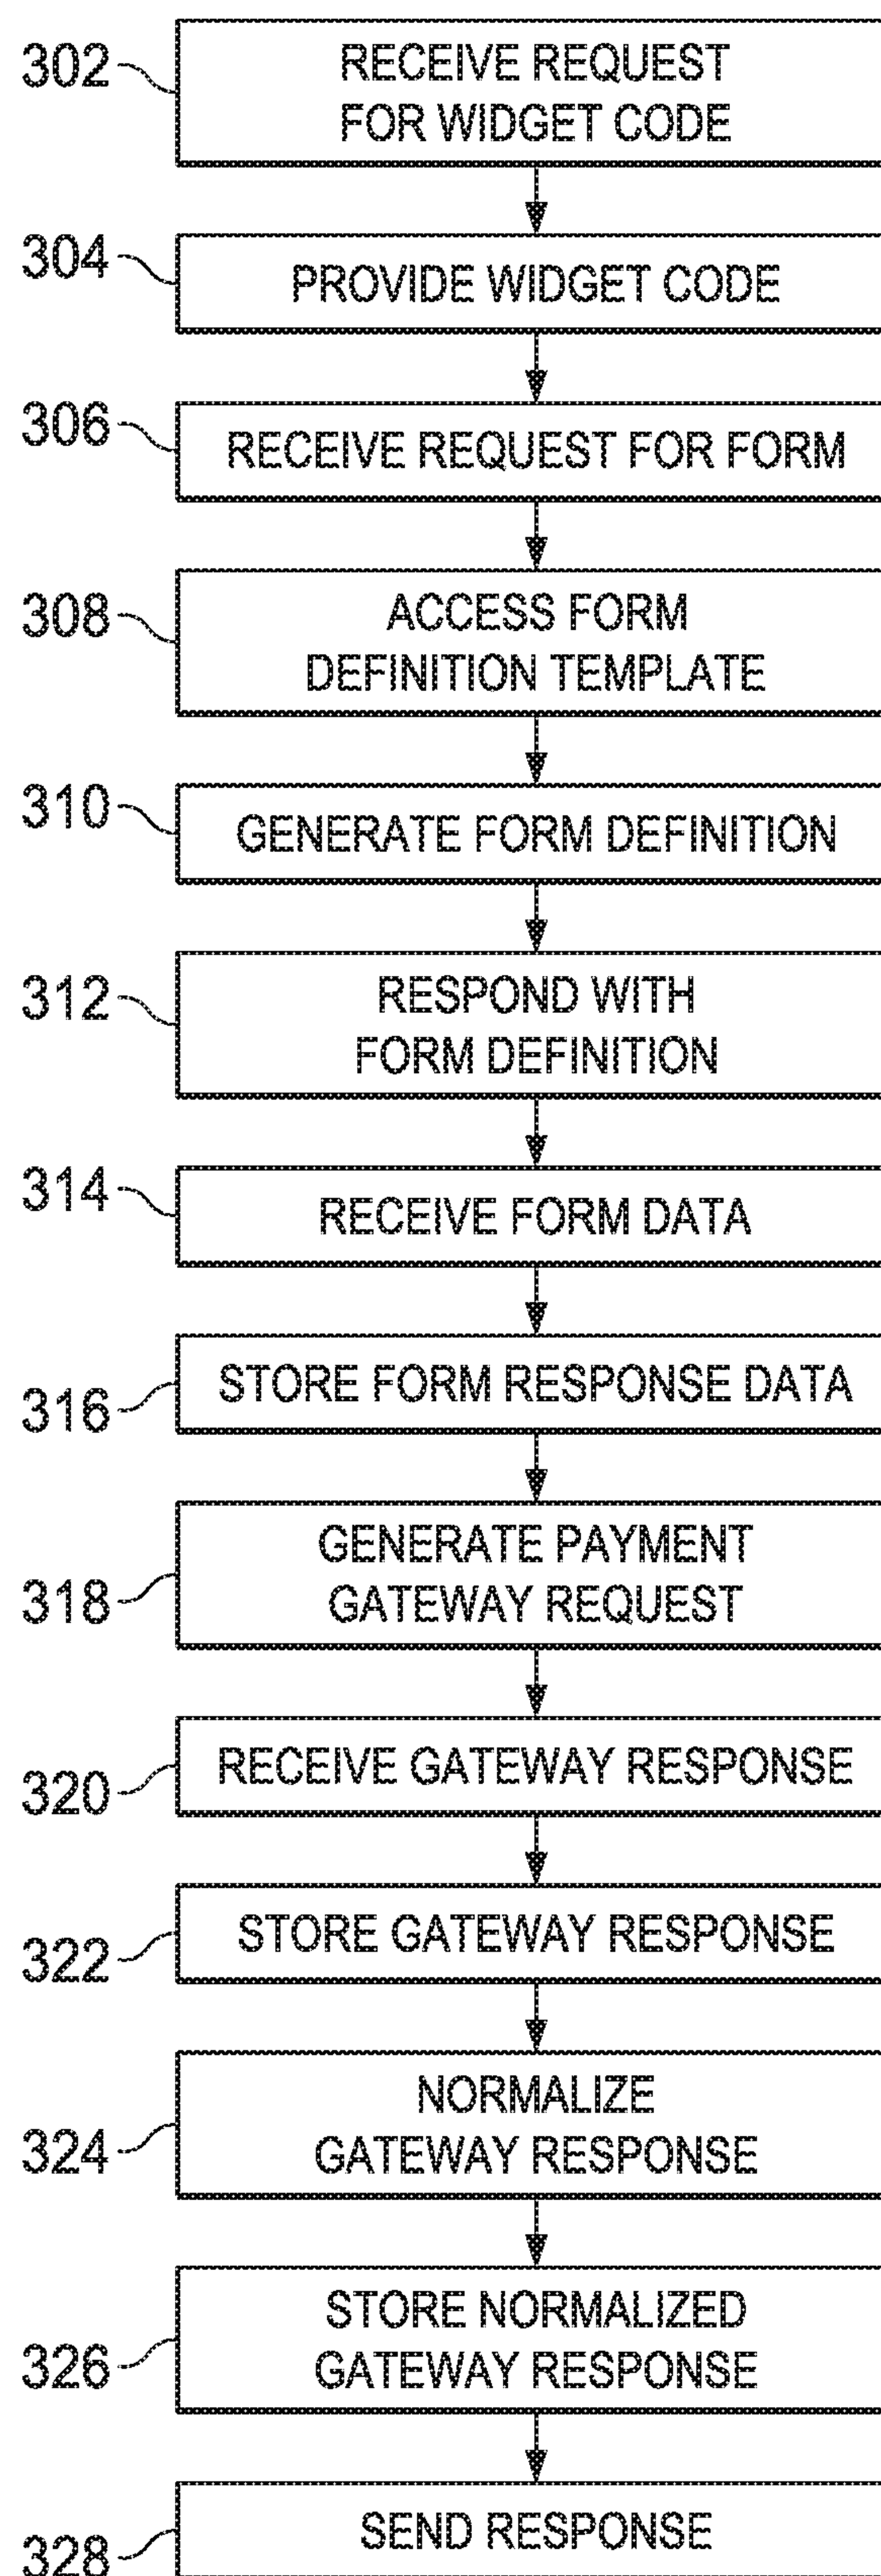 302
RECEIVE REQUEST
FOR WIDGET CODE
304
PROVIDE WIDGET CODE
306
RECEIVE REQUEST FOR FORM
308
ACCESS FORM
DEFINITION TEMPLATE
310
GENERATE FORM DEFINITION
312
RESPOND WITH
FORM DEFINITION
314
RECEIVE FORM DATA
316
STORE FORM RESPONSE DATA
318
GENERATE PAYMENT
GATEWAY REQUEST
320
RECEIVE GATEWAY RESPONSE
322
STORE GATEWAY RESPONSE
324
NORMALIZE
GATEWAY RESPONSE
326
STORE NORMALIZED
GATEWAY RESPONSE
328
SEND RESPONSE